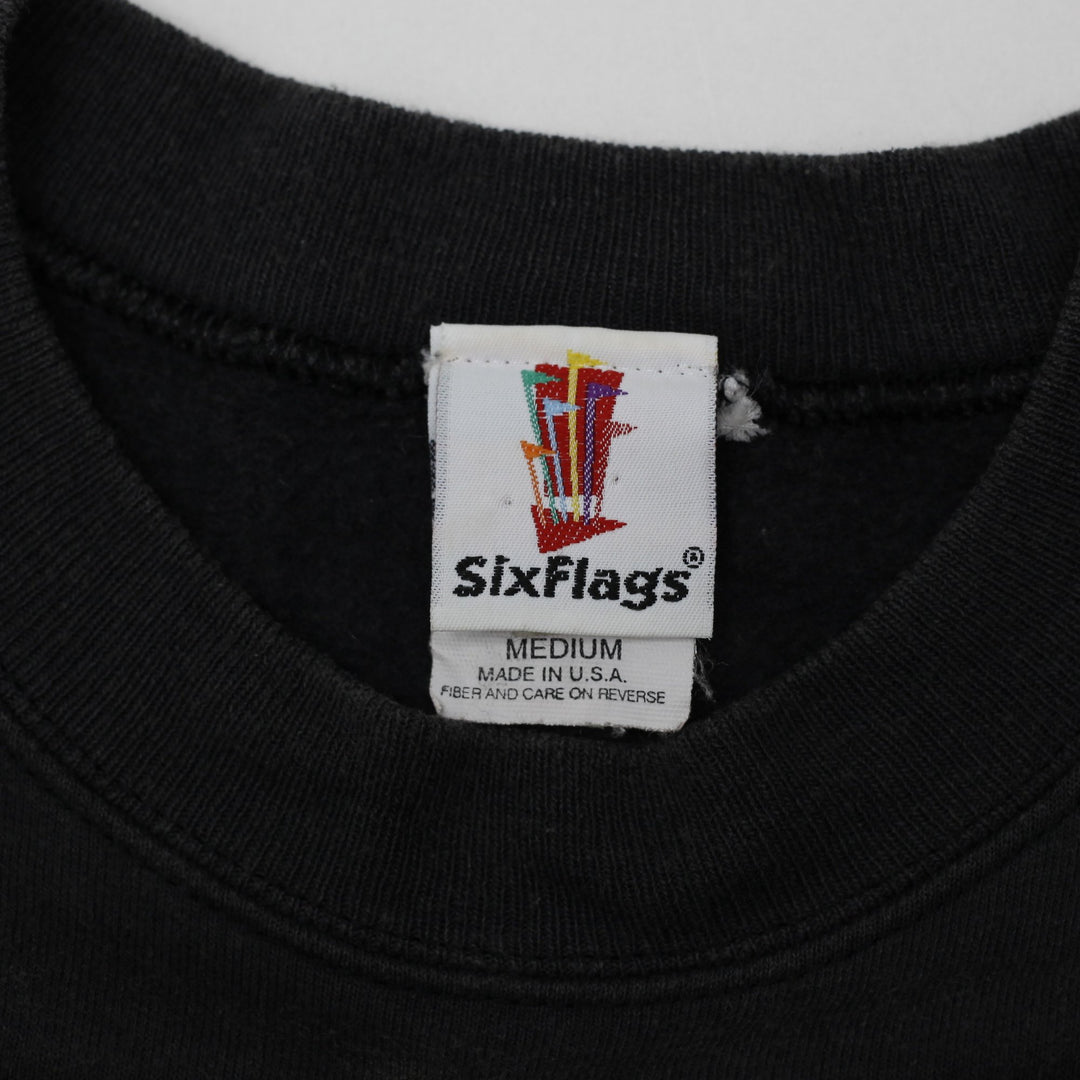 SixFlags®
MEDIUM
MADE IN U.S.A.
FIBER AND CARE ON REVERSE